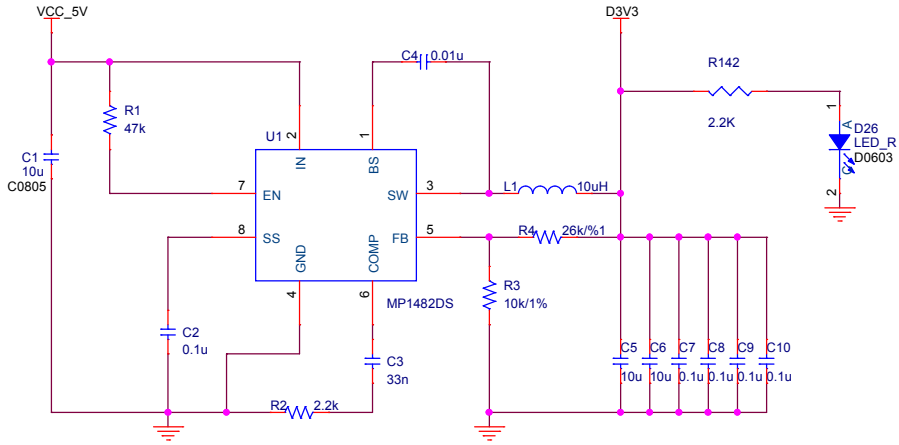 VCC_5V
D3V3
C4 0.01u
R142
2.2K
R1
47k
U1
2
1
IN
BS
1
A
D26
LED_R
D0603
C
2
C1
10u
C0805
7
EN
SW
3
L1
10uH
8
SS
FB
5
R4
26k/%1
GND
COMP
4
6
MP1482DS
R3
10k/1%
C2
0.1u
C3
33n
R2
2.2k
C5
C6
C7
C8
C9
C10
10u
10u
0.1u
0.1u
0.1u
0.1u